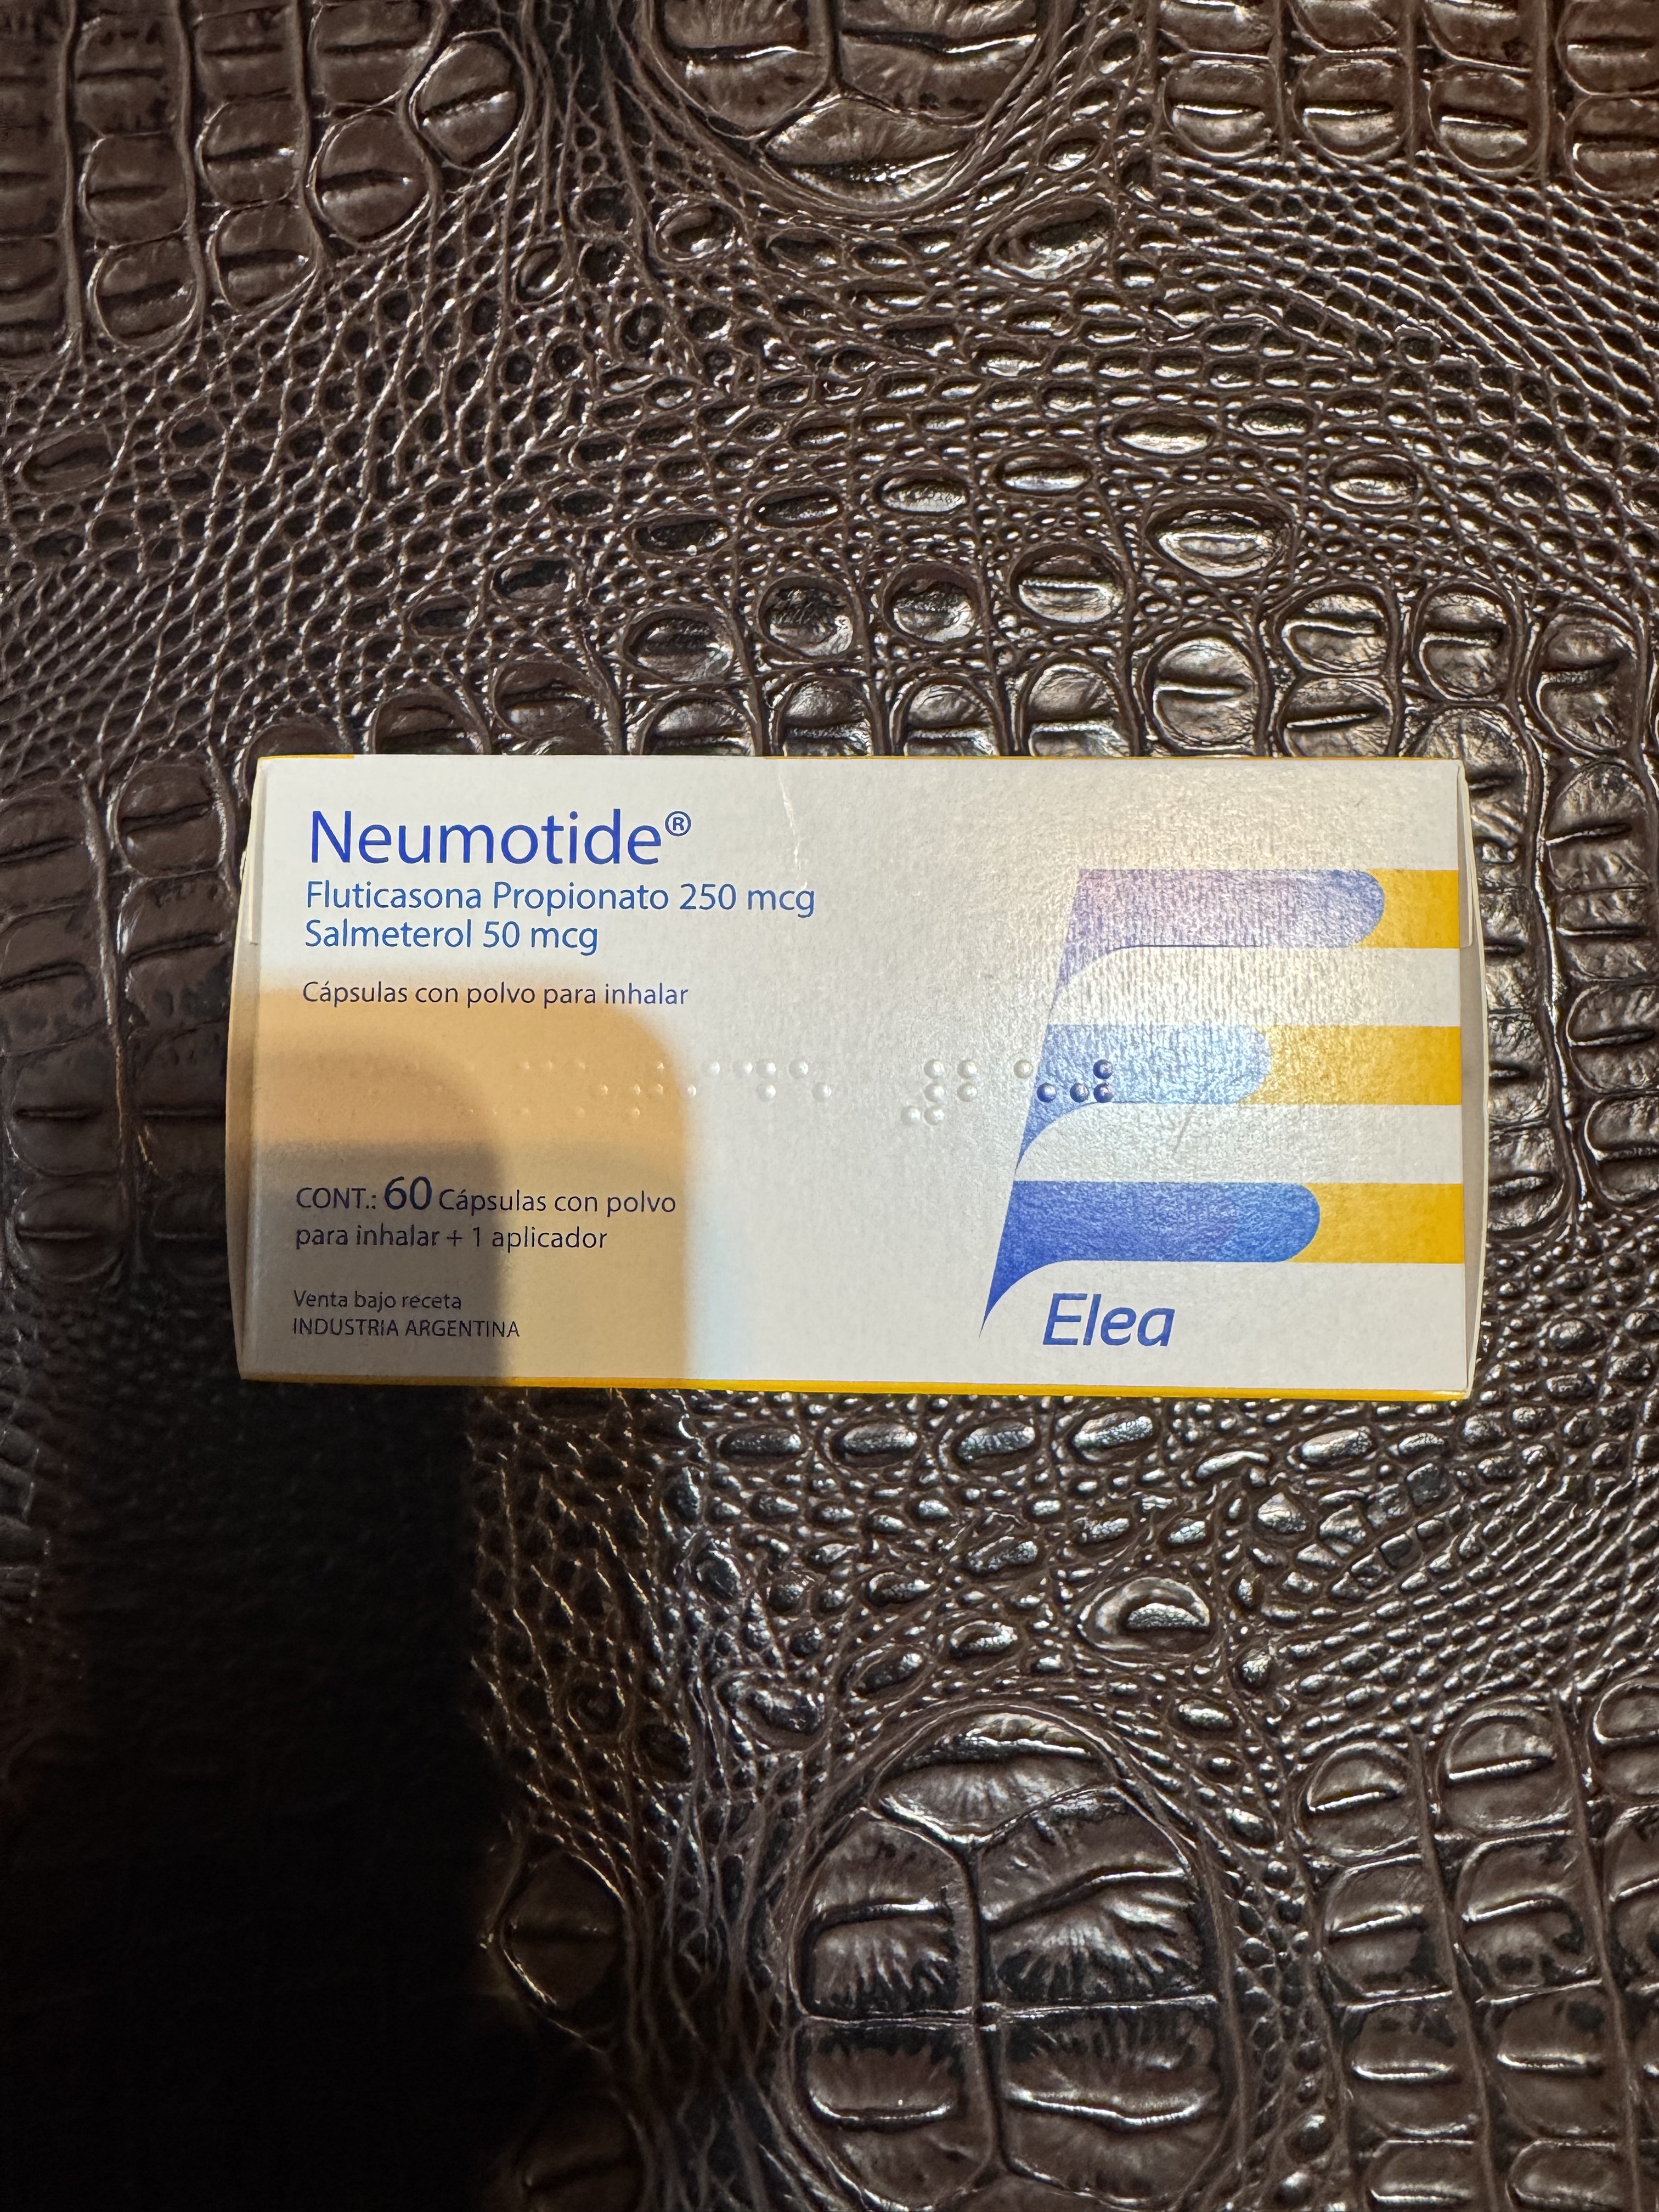 Neumotide®
Fluticasona Propionato 250 mcg
Salmeterol 50 mcg
Cápsulas con polvo para inhalar
CONT.: 60 Cápsulas con polvo
para inhalar + 1 aplicador
Venta bajo receta
INDUSTRIA ARGENTINA
Elea